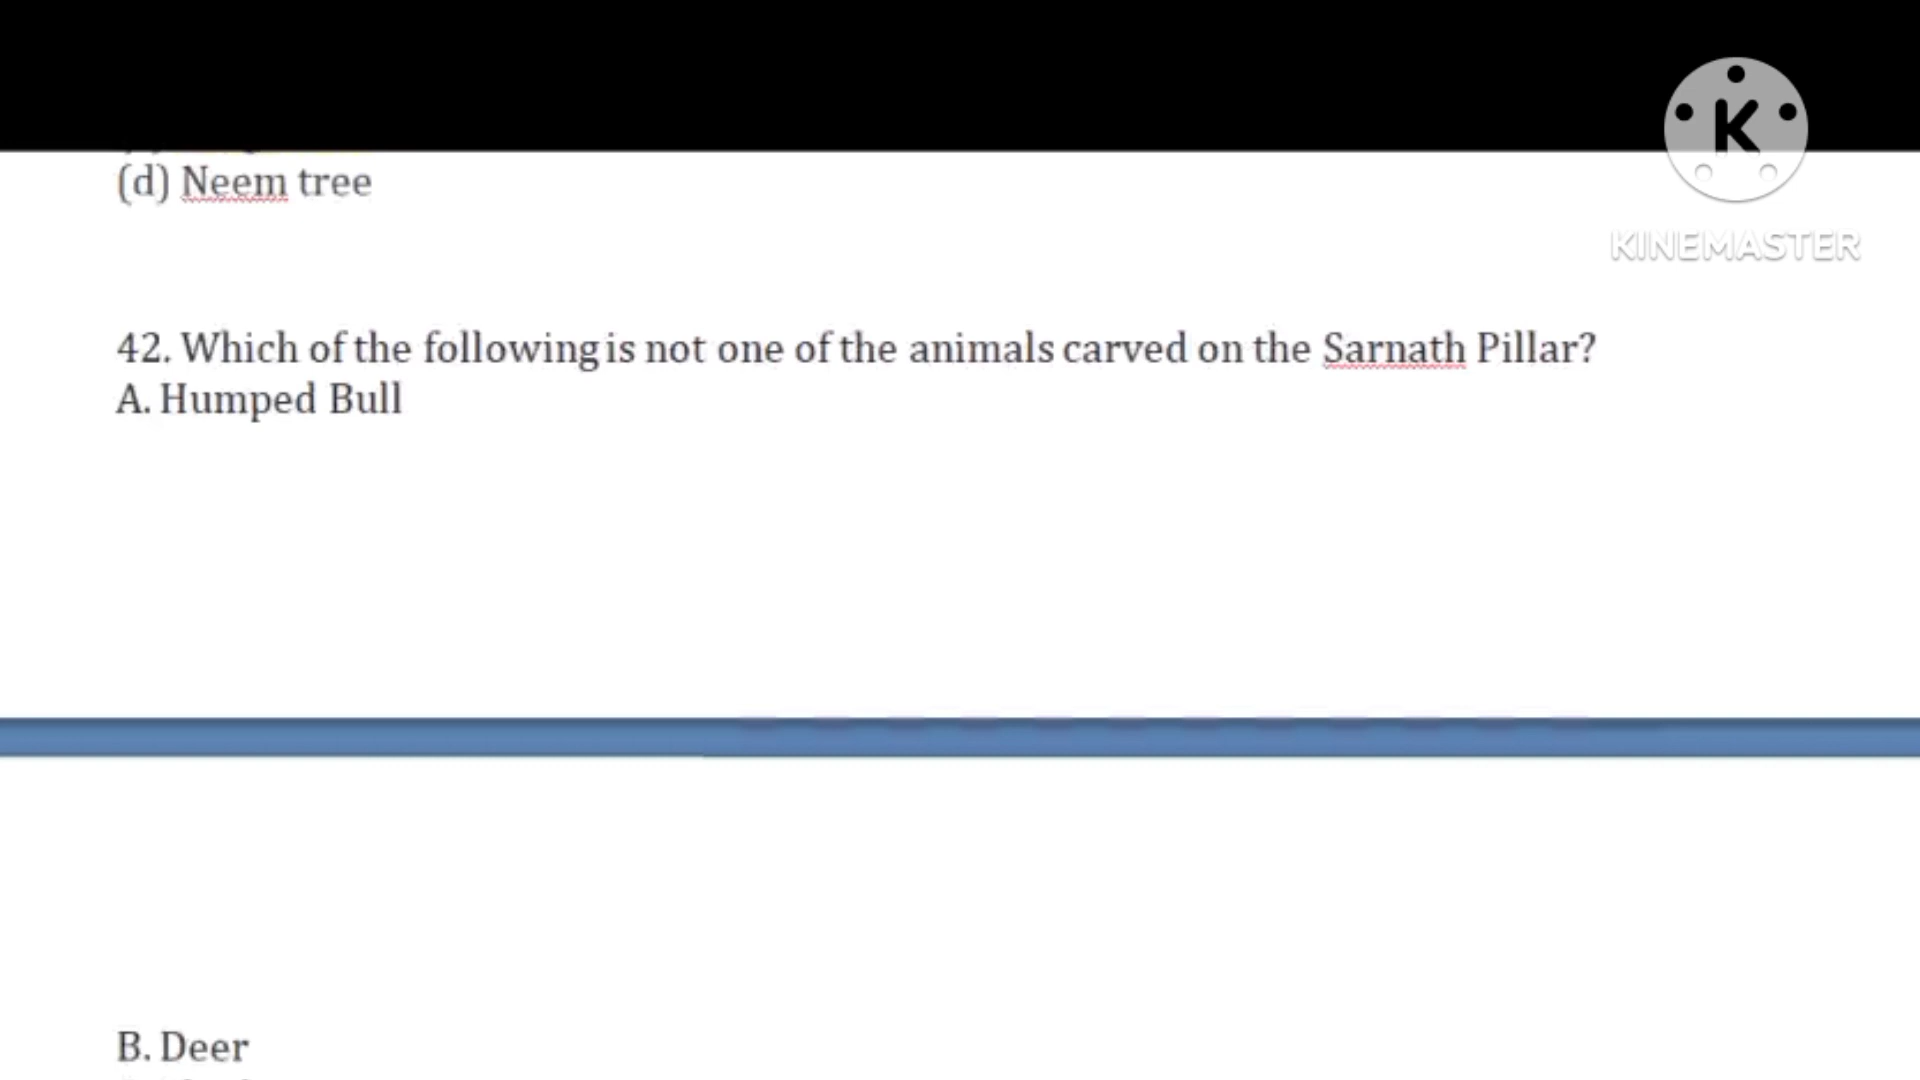 K
KINEMASTER
(d) Neem tree
42. Which of the following is not one of the animals carved on the Sarnath Pillar?
A. Humped Bull
B. Deer